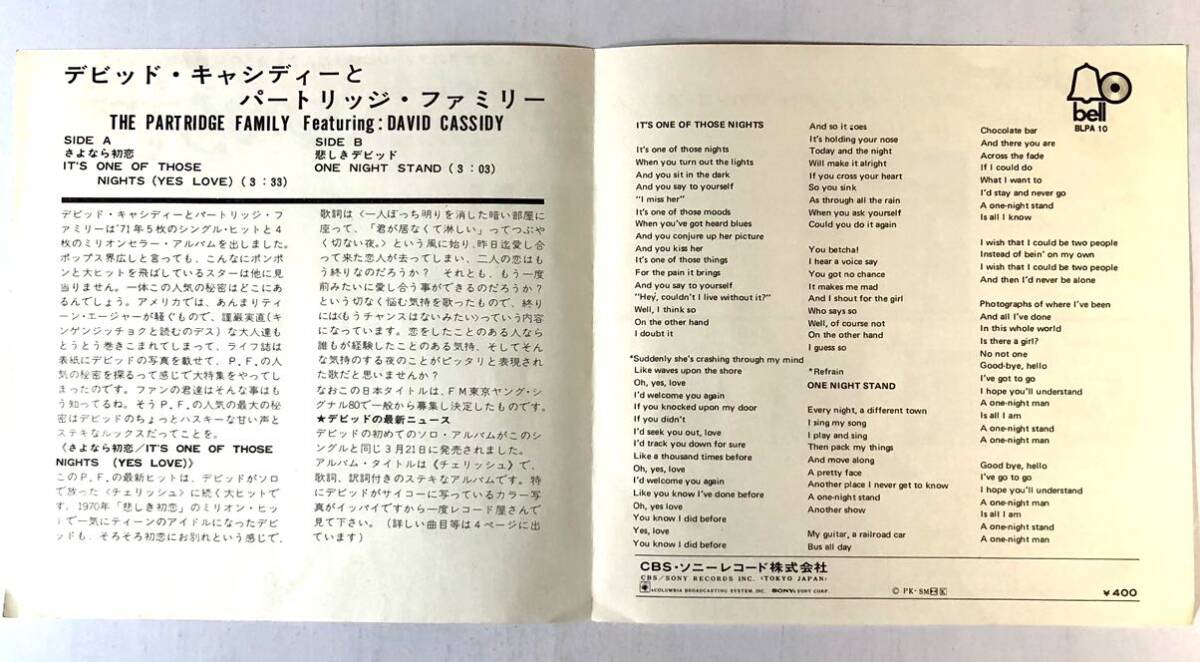 デビッド・キャシディーと
パートリッジ・ファミリー
THE PARTRIDGE FAMILY Featuring: DAVID CASSIDY
SIDE A
さよなら初恋
IT'S ONE OF THOSE
NIGHTS (YES LOVE) (3:33)
SIDE B
悲しきデビッド
ONE NIGHT STAND (3:03)
デビッド・キャシディーとパートリッジ・フ
ァミリーは'71年5枚のシングル・ヒットと4
枚のミリオンセラー・アルバムを出しました。
ポップス界広しと言っても、こんなにポンポ
ンと大ヒットを飛ばしているスターは他に見
当りません。一体この人気の秘密はどこにあ
るんでしょう。アメリカでは、あんまりティ
ーン・エージャーが騒ぐもので、謹厳実直(キ
ンゲンジッチョクと読むのデス)な大人達も
とうとう巻きこまれてしまって、ライフ誌は
表紙にデビッドの写真を載せて、P.F.の人
気の秘密を探るって感じで大特集をやってし
まったのです。ファンの君達はそんな事はも
う知ってるね。そうP.F.の人気の最大の秘
密はデビッドのちょっとハスキーな甘い声と
ステキなルックスだってことを。
〈さよなら初恋/IT'S ONE OF THOSE
NIGHTS (YES LOVE)〉
このP.F.の最新ヒットは、デビッドがソロ
で放った〈チェリッシュ〉に続く大ヒットで
す。1970年「悲しき初恋」のミリオン・ヒッ
トで一気にティーンのアイドルになったデビ
ッドも、そろそろ初恋にお別れという感じで、
歌詞は〈一人ぼっち明りを消した暗い部屋に
座って、「君が居なくて淋しい」ってつぶや
く切ない夜。〉という風に始り、昨日迄愛し合
って来た恋人が去ってしまい、二人の恋はも
う終りなのだろうか? それとも、もう一度
前みたいに愛し合う事ができるのだろうか?
という切なく悩む気持を歌ったもので、終り
には〈もうチャンスはないみたい〉っていう内容
になっています。恋をしたことのある人なら
誰もが経験したことのある気持、そしてそん
な気持のする夜のことがピッタリと表現され
た歌だと思いませんか?
なおこの日本タイトルは、FM東京ヤング・シ
グナル80で一般から募集し決定したものです。
★デビッドの最新ニュース
デビッドの初めてのソロ・アルバムがこのシ
ングルと同じ3月21日に発売されました。
アルバム・タイトルは《チェリッシュ》で、
歌詞、訳詞付きのステキなアルバムです。特
にデビッドがサイコーに写っているカラー写
真がイッパイですから一度レコード屋さんで
見て下さい。(詳しい曲目等は4ページに出
ています)
bell
BLPA 10
IT'S ONE OF THOSE NIGHTS
It's one of those nights
When you turn out the lights
And you sit in the dark
And you say to yourself
"I miss her"
It's one of those moods
When you've got heard blues
And you conjure up her picture
And you kiss her
It's one of those things
For the pain it brings
And you say to yourself
"Hey, couldn't I live without it?"
Well, I think so
On the other hand
I doubt it
*Suddenly she's crashing through my mind
Like waves upon the shore
Oh, yes, love
I'd welcome you again
If you knocked upon my door
If you didn't
I'd seek you out, love
I'd track you down for sure
Like a thousand times before
Oh, yes, love
I'd welcome you again
Like you know I've done before
Oh, yes love
You know I did before
Yes, love
You know I did before
And so it goes
It's holding your nose
Today and the night
Will make it alright
If you cross your heart
So you sink
As through all the rain
When you ask yourself
Could you do it again
You betcha!
I hear a voice say
You got no chance
It makes me mad
And I shout for the girl
Who says so
Well, of course not
On the other hand
I guess so
*Refrain
ONE NIGHT STAND
Every night, a different town
I sing my song
I play and sing
Then pack my things
And move along
A pretty face
Another place I never get to know
A one-night stand
Another show
My guitar, a railroad car
Bus all day
Chocolate bar
And there you are
Across the fade
If I could do
What I want to
I'd stay and never go
A one-night stand
Is all I know
I wish that I could be two people
Instead of bein' on my own
I wish that I could be two people
And then I'd never be alone
Photographs of where I've been
And all I've done
In this whole world
Is there a girl?
No not one
Good-bye, hello
I've got to go
I hope you'll understand
A one-night man
Is all I am
A one-night stand
A one-night man
Good bye, hello
I've go to go
I hope you'll understand
A one-night man
Is all I am
A one-night stand
A one-night man
CBS・ソニーレコード株式会社
CBS/SONY RECORDS INC. (TOKYO JAPAN)
COLUMBIA BROADCASTING SYSTEM, INC. SONY SONY CORP.
Ⓟ PK・SM
¥400